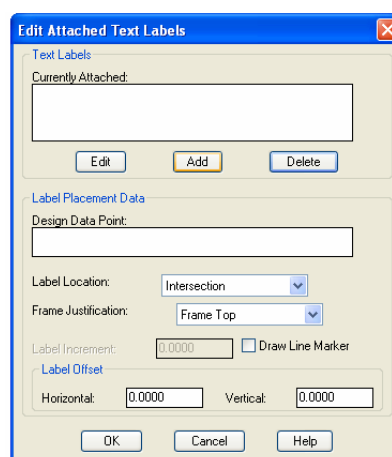 Edit Attached Text Labels
Text Labels
Currently Attached:
Edit Add Delete
Label Placement Data
Design Data Point:
Label Location: Intersection
Frame Justification: Frame Top
Label Increment: 0.0000 Draw Line Marker
Label Offset
Horizontal: 0.0000 Vertical: 0.0000
OK Cancel Help